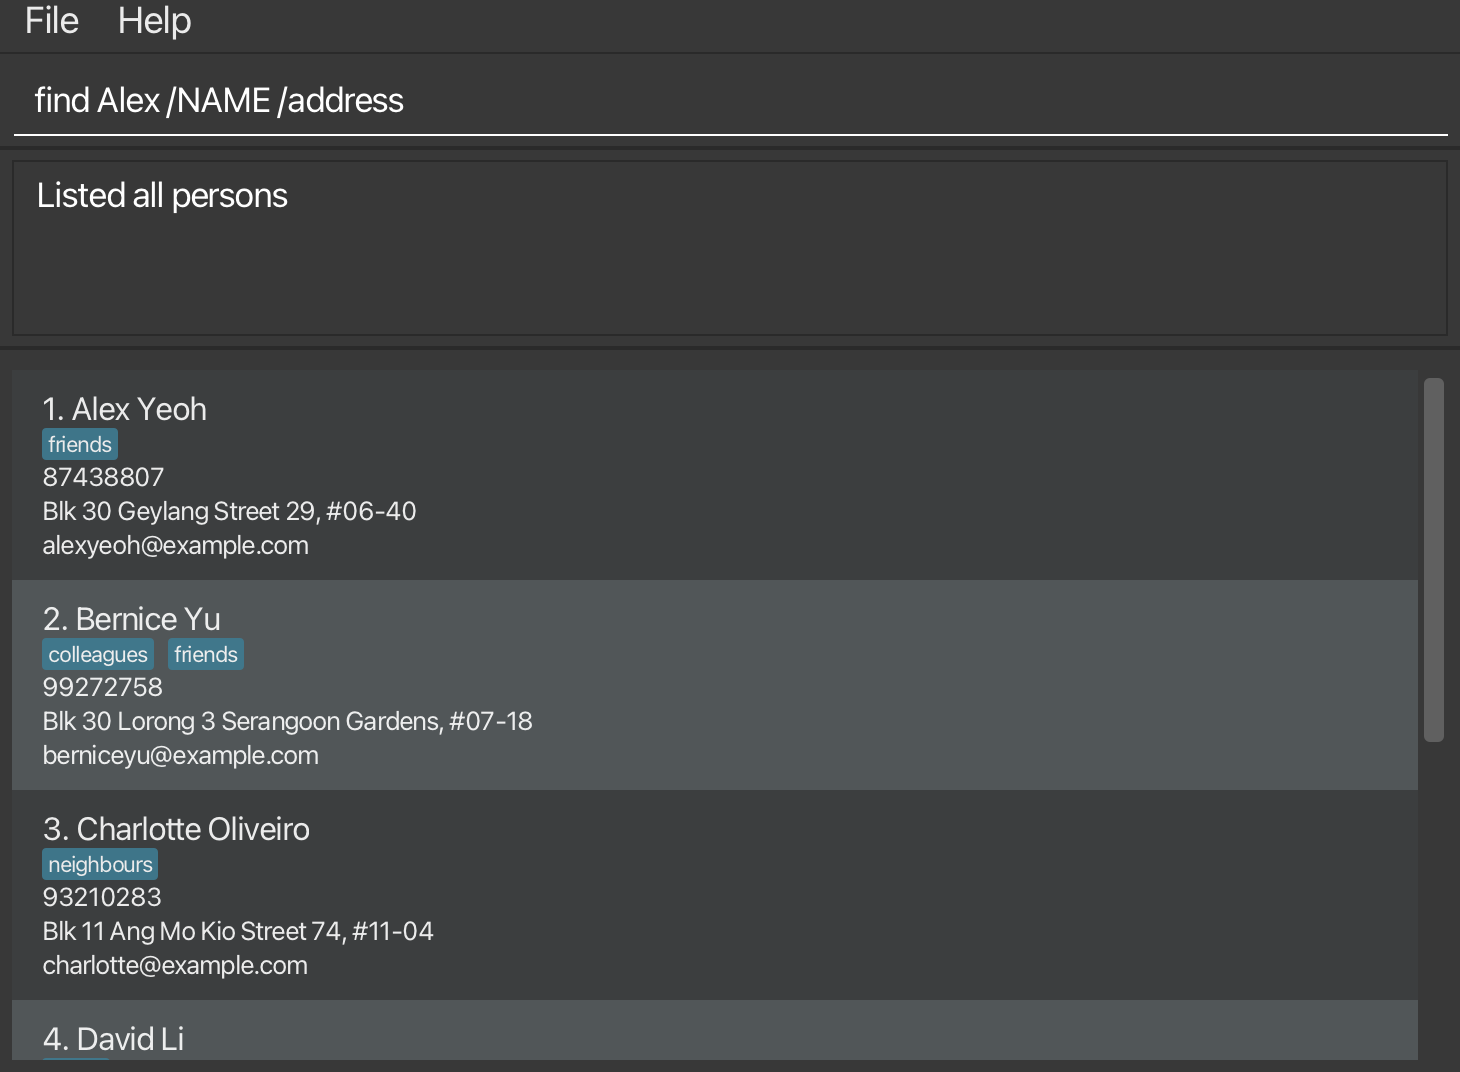 File Help
find Alex /NAME /address
Listed all persons
1. Alex Yeoh
friends
87438807
Blk 30 Geylang Street 29, #06-40
alexyeoh@example.com
2. Bernice Yu
colleagues friends
99272758
Blk 30 Lorong 3 Serangoon Gardens, #07-18
berniceyu@example.com
3. Charlotte Oliveiro
neighbours
93210283
Blk 11 Ang Mo Kio Street 74, #11-04
charlotte@example.com
4. David Li